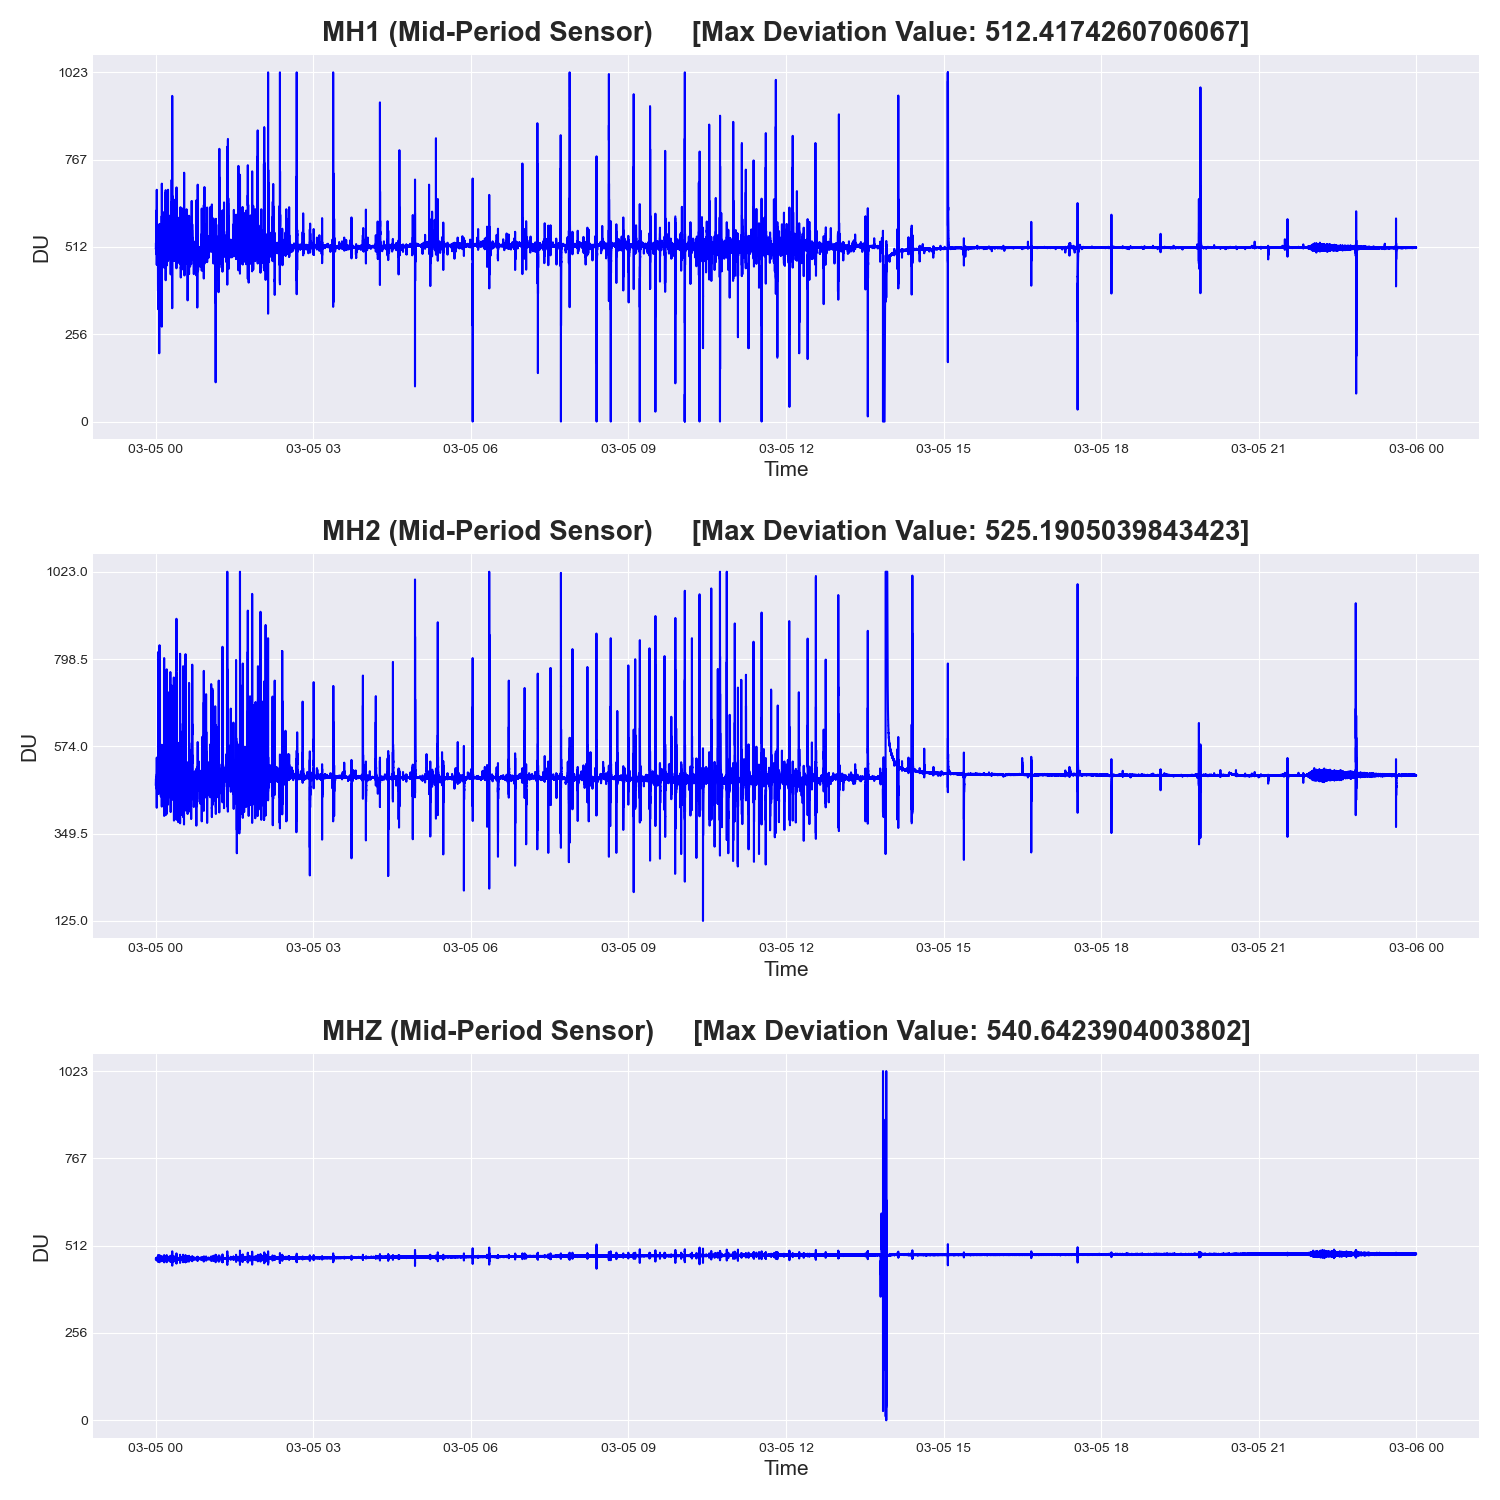 MH1 (Mid-Period Sensor) [Max Deviation Value: 512.4174260706067]
1023
767
512
256
0
DU
03-05 00 03-05 03 03-05 06 03-05 09 03-05 12 03-05 15 03-05 18 03-05 21 03-06 00
Time
MH2 (Mid-Period Sensor) [Max Deviation Value: 525.1905039843423]
1023.0
798.5
574.0
349.5
125.0
DU
03-05 00 03-05 03 03-05 06 03-05 09 03-05 12 03-05 15 03-05 18 03-05 21 03-06 00
Time
MHZ (Mid-Period Sensor) [Max Deviation Value: 540.6423904003802]
1023
767
512
256
0
DU
03-05 00 03-05 03 03-05 06 03-05 09 03-05 12 03-05 15 03-05 18 03-05 21 03-06 00
Time